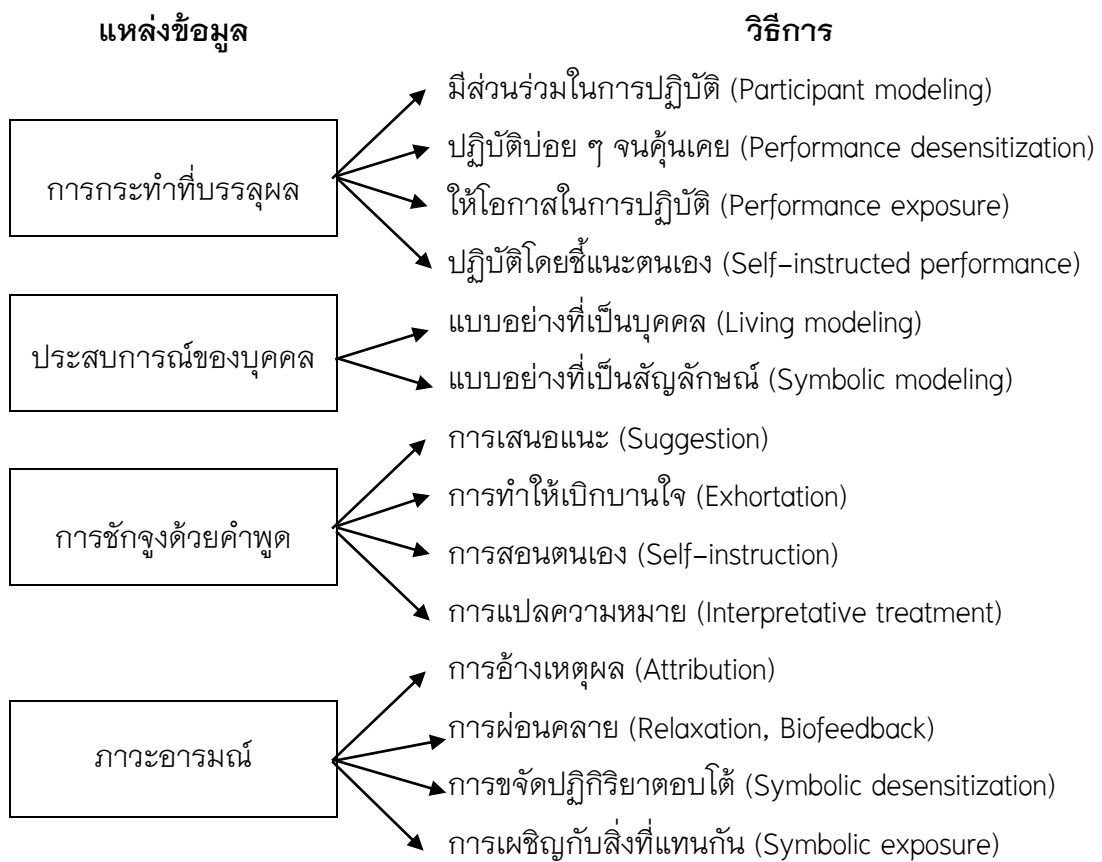 แหล่งข้อมูล
วิธีการ
การกระทำที่บรรลุผล
มีส่วนร่วมในการปฏิบัติ (Participant modeling)
ปฏิบัติบ่อย ๆ จนคุ้นเคย (Performance desensitization)
ให้โอกาสในการปฏิบัติ (Performance exposure)
ปฏิบัติโดยชี้แนะตนเอง (Self–instructed performance)
ประสบการณ์ของบุคคล
แบบอย่างที่เป็นบุคคล (Living modeling)
แบบอย่างที่เป็นสัญลักษณ์ (Symbolic modeling)
การชักจูงด้วยคำพูด
การเสนอแนะ (Suggestion)
การทำให้เบิกบานใจ (Exhortation)
การสอนตนเอง (Self–instruction)
การแปลความหมาย (Interpretative treatment)
ภาวะอารมณ์
การอ้างเหตุผล (Attribution)
การผ่อนคลาย (Relaxation, Biofeedback)
การขจัดปฏิกิริยาตอบโต้ (Symbolic desensitization)
การเผชิญกับสิ่งที่แทนกัน (Symbolic exposure)